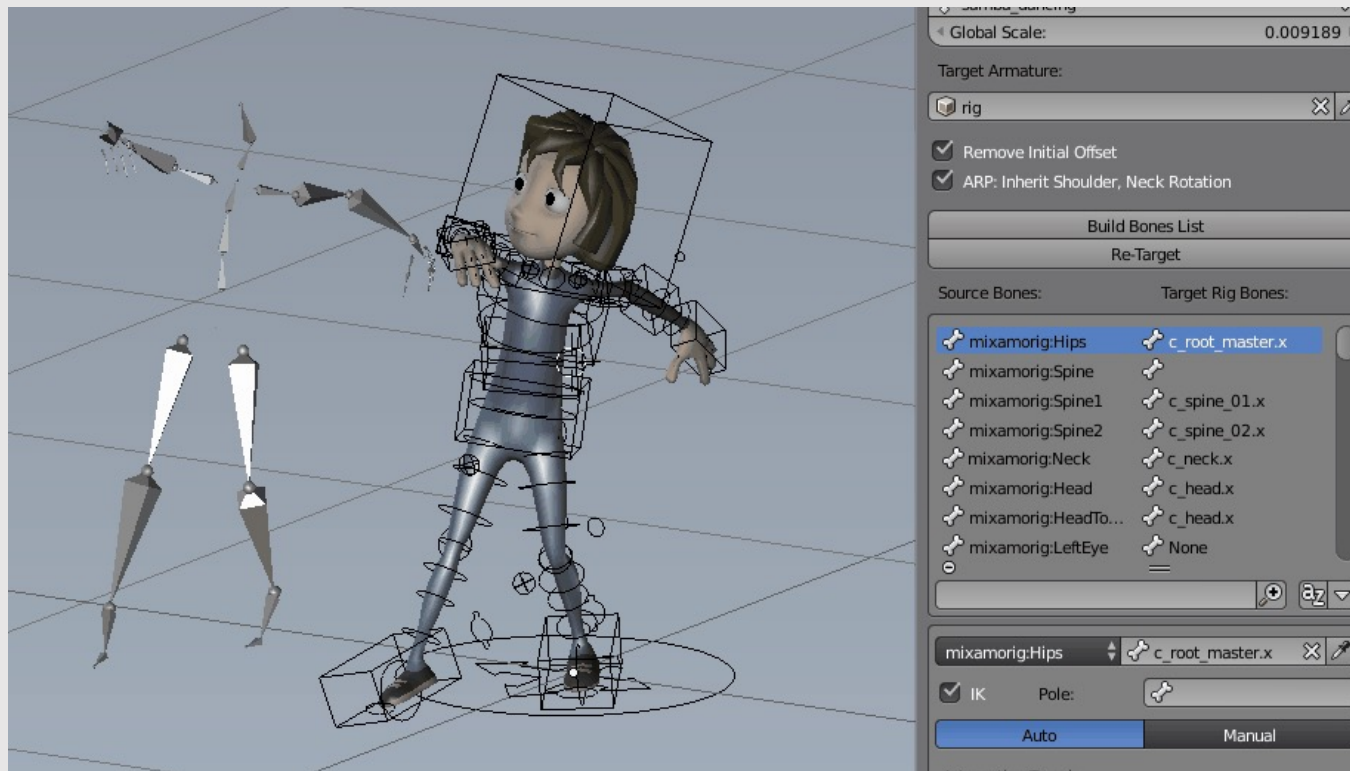 samba_dancing
Global Scale: 0.009189
Target Armature:
rig
Remove Initial Offset
ARP: Inherit Shoulder, Neck Rotation
Build Bones List
Re-Target
Source Bones: Target Rig Bones:
mixamorig:Hips c_root_master.x
mixamorig:Spine
mixamorig:Spine1 c_spine_01.x
mixamorig:Spine2 c_spine_02.x
mixamorig:Neck c_neck.x
mixamorig:Head c_head.x
mixamorig:HeadTo... c_head.x
mixamorig:LeftEye None
az
mixamorig:Hips c_root_master.x
IK Pole:
Auto Manual